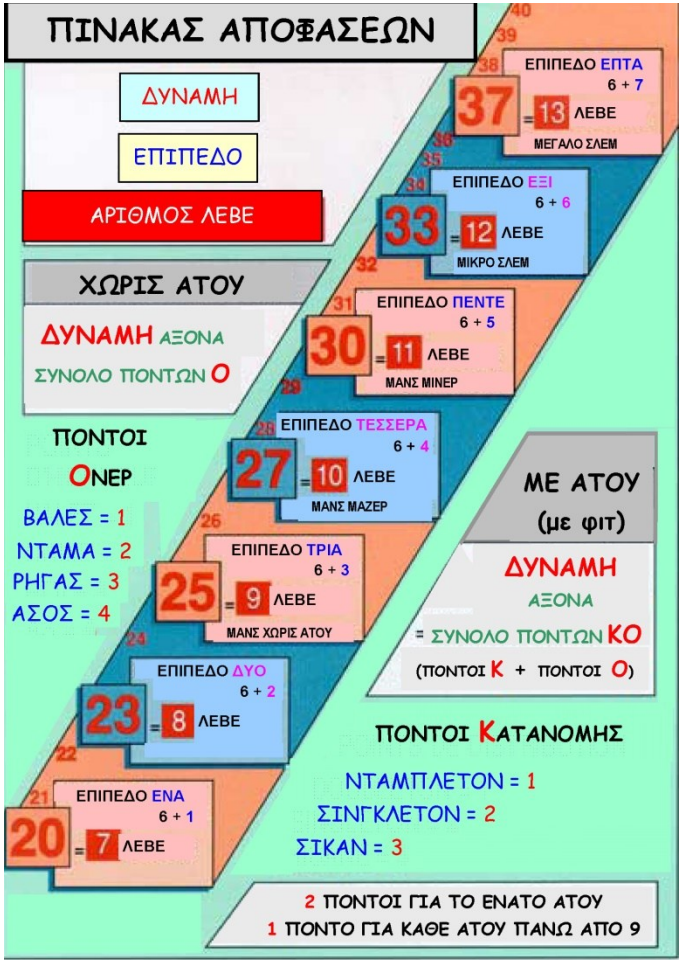 ΠΙΝΑΚΑΣ ΑΠΟΦΑΣΕΩΝ
ΔΥΝΑΜΗ
ΕΠΙΠΕΔΟ
ΑΡΙΘΜΟΣ ΛΕΒΕ
40
39
38
ΕΠΙΠΕΔΟ ΕΠΤΑ
6 + 7
37 = 13 ΛΕΒΕ
ΜΕΓΑΛΟ ΣΛΕΜ
36
35
34
ΕΠΙΠΕΔΟ ΕΞΙ
6 + 6
33 = 12 ΛΕΒΕ
ΜΙΚΡΟ ΣΛΕΜ
32
31
ΕΠΙΠΕΔΟ ΠΕΝΤΕ
6 + 5
30 = 11 ΛΕΒΕ
ΜΑΝΣ ΜΙΝΕΡ
29
28
ΕΠΙΠΕΔΟ ΤΕΣΣΕΡΑ
6 + 4
27 = 10 ΛΕΒΕ
ΜΑΝΣ ΜΑΖΕΡ
26
ΕΠΙΠΕΔΟ ΤΡΙΑ
6 + 3
25 = 9 ΛΕΒΕ
ΜΑΝΣ ΧΩΡΙΣ ΑΤΟΥ
24
ΕΠΙΠΕΔΟ ΔΥΟ
6 + 2
23 = 8 ΛΕΒΕ
22
21
ΕΠΙΠΕΔΟ ΕΝΑ
6 + 1
20 = 7 ΛΕΒΕ
ΧΩΡΙΣ ΑΤΟΥ
ΔΥΝΑΜΗ ΑΞΟΝΑ
ΣΥΝΟΛΟ ΠΟΝΤΩΝ Ο
ΠΟΝΤΟΙ
ΟΝΕΡ
ΒΑΛΕΣ = 1
ΝΤΑΜΑ = 2
ΡΗΓΑΣ = 3
ΑΣΟΣ = 4
ΜΕ ΑΤΟΥ
(με φιτ)
ΔΥΝΑΜΗ
ΑΞΟΝΑ
= ΣΥΝΟΛΟ ΠΟΝΤΩΝ ΚΟ
(ΠΟΝΤΟΙ Κ + ΠΟΝΤΟΙ Ο)
ΠΟΝΤΟΙ ΚΑΤΑΝΟΜΗΣ
ΝΤΑΜΠΛΕΤΟΝ = 1
ΣΙΝΓΚΛΕΤΟΝ = 2
ΣΙΚΑΝ = 3
2 ΠΟΝΤΟΙ ΓΙΑ ΤΟ ΕΝΑΤΟ ΑΤΟΥ
1 ΠΟΝΤΟ ΓΙΑ ΚΑΘΕ ΑΤΟΥ ΠΑΝΩ ΑΠΟ 9